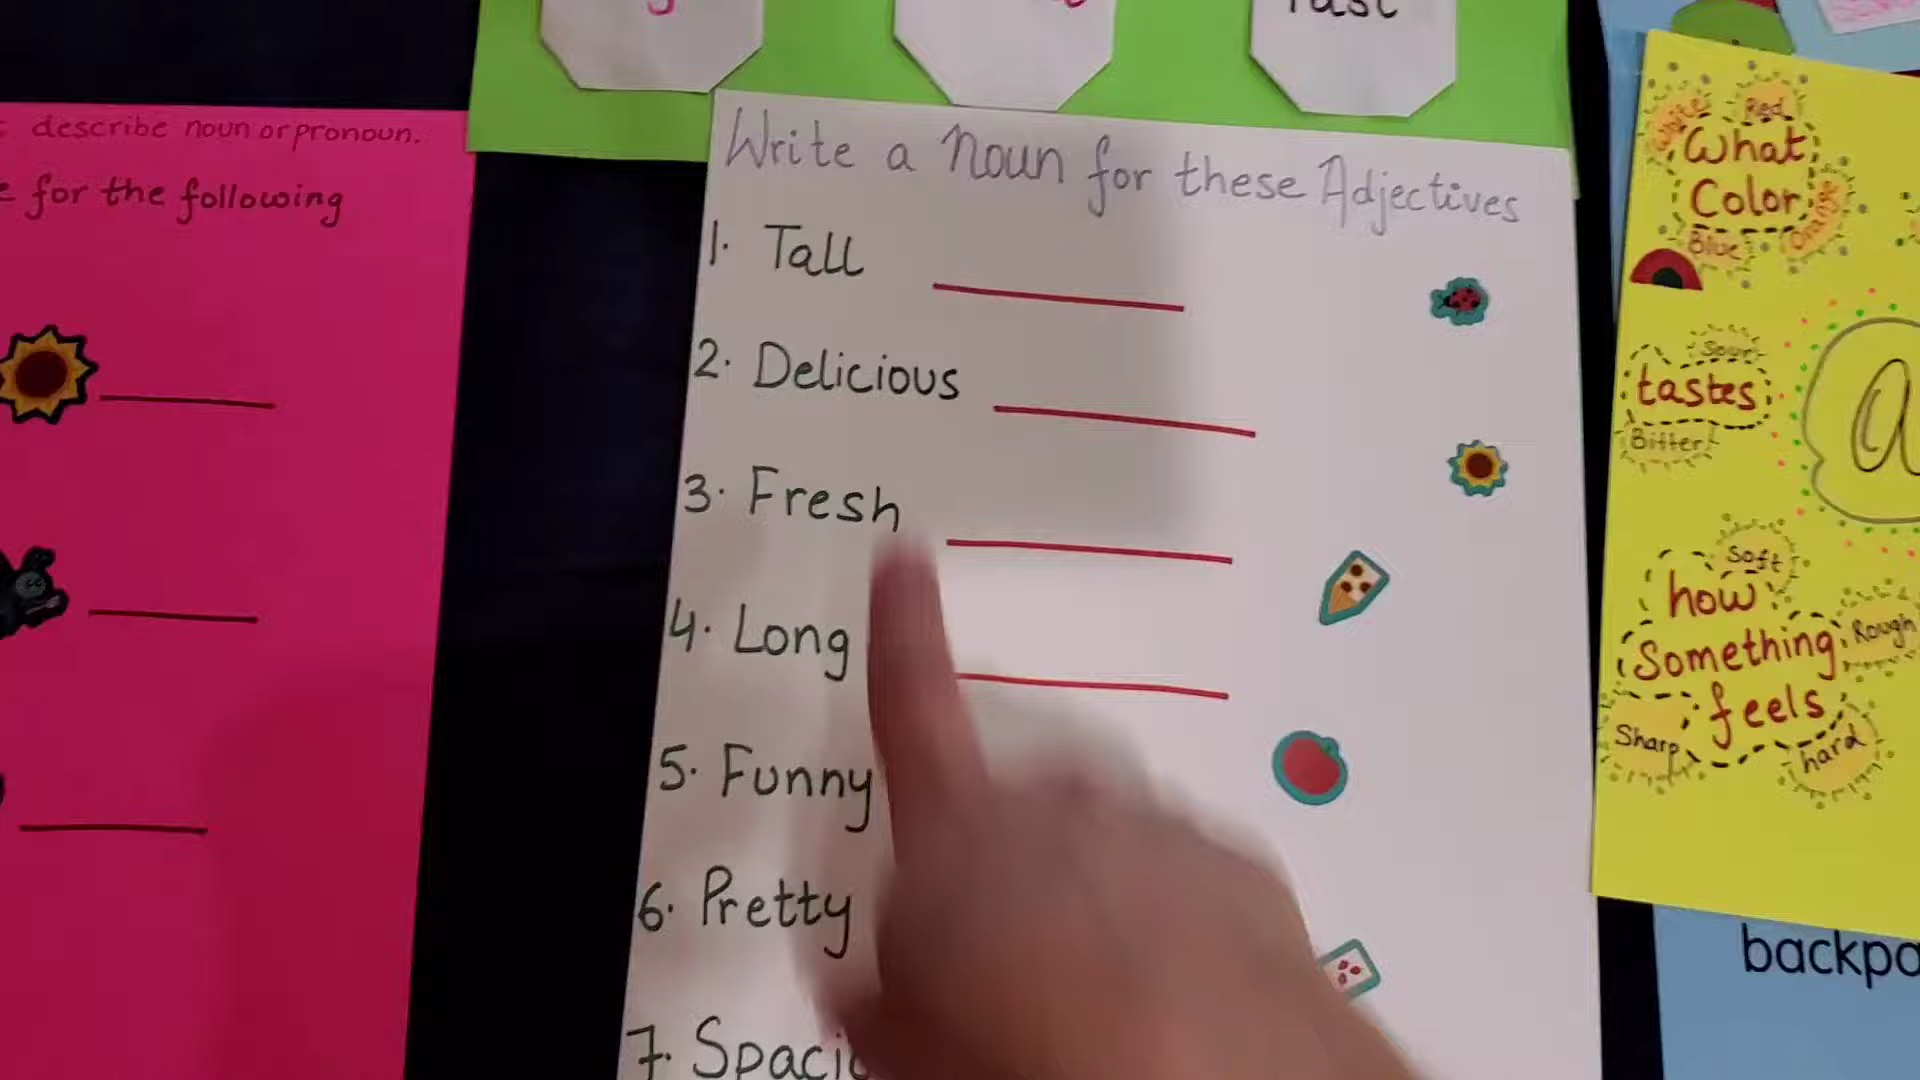 describe noun or pronoun.
for the following
Write a Noun for these Adjectives
1. Tall
2. Delicious
3. Fresh
4. Long
5. Funny
6. Pretty
7.
Red
What
Color
Blue
Orange
Sour
tastes
Bitter
Soft
how
Something
Rough
feels
Sharp
hard